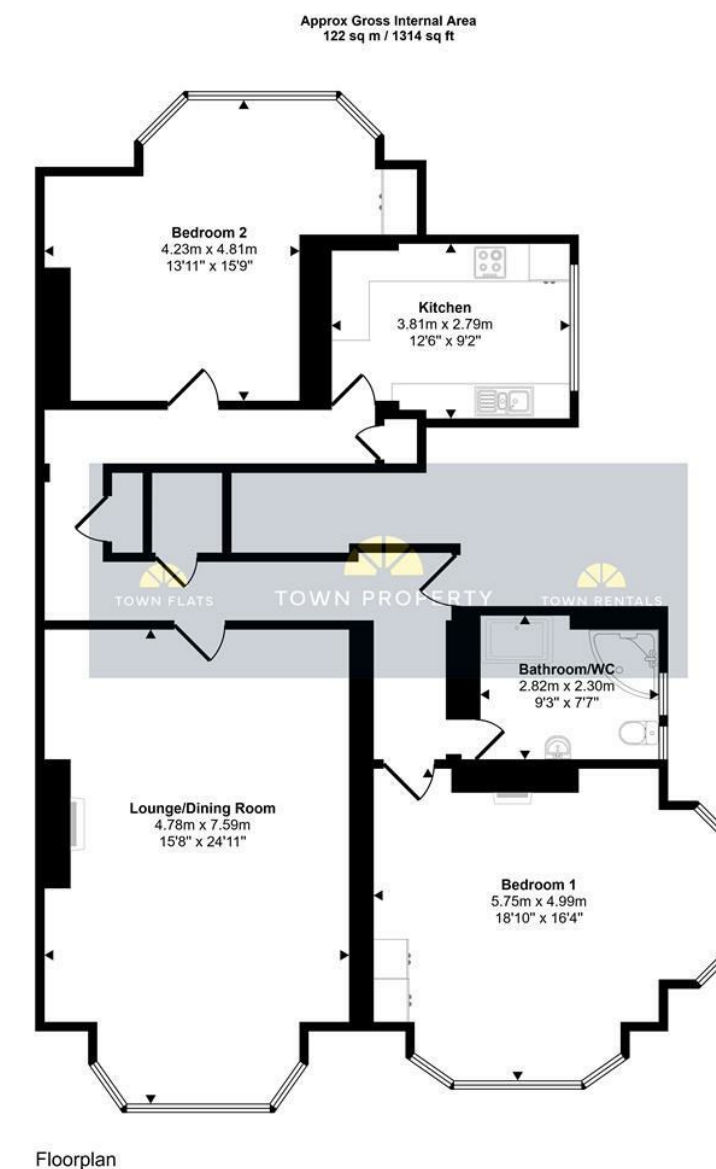 Approx Gross Internal Area
122 sq m / 1314 sq ft
Bedroom 2
4.23m x 4.81m
13'11" x 15'9"
Kitchen
3.81m x 2.79m
12'6" x 9'2"
TOWN FLATS
TOWN PROPERTY
TOWN RENTALS
Bathroom/WC
2.82m x 2.30m
9'3" x 7'7"
Lounge/Dining Room
4.78m x 7.59m
15'8" x 24'11"
Bedroom 1
5.75m x 4.99m
18'10" x 16'4"
Floorplan